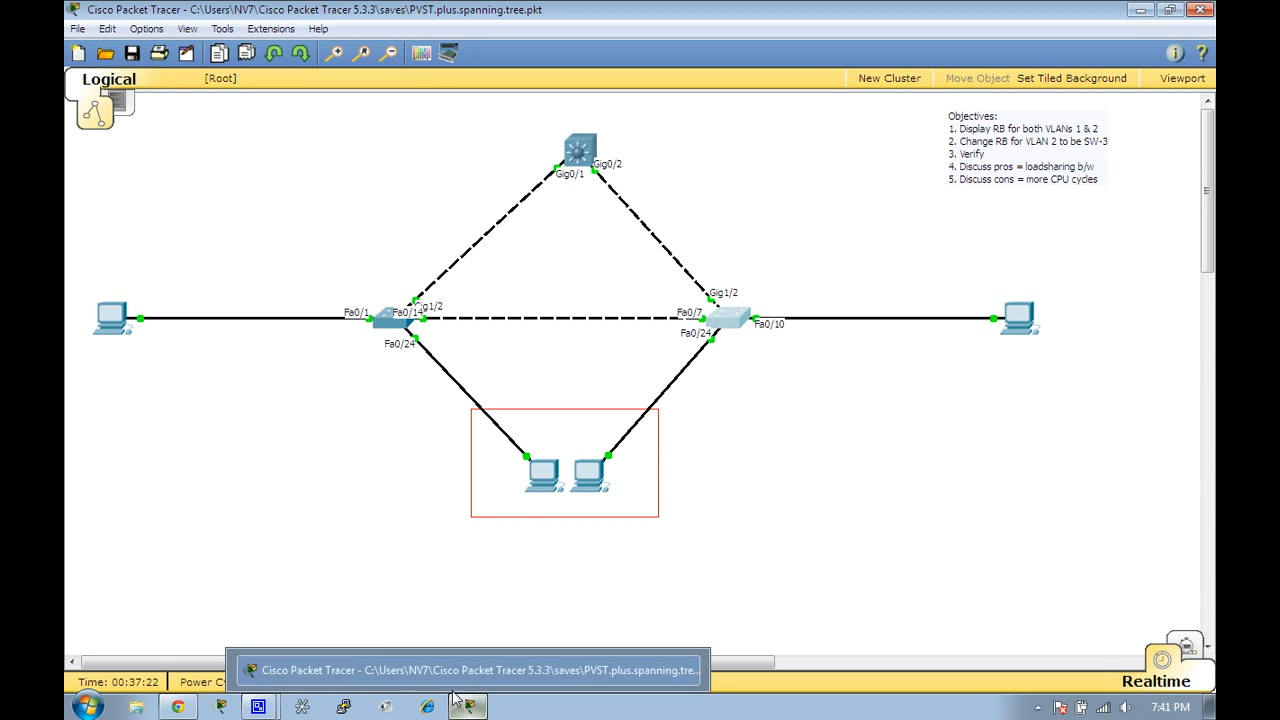 Cisco Packet Tracer - C:\Users\NV7\Cisco Packet Tracer 5.3.3\saves\PVST.plus.spanning.tree.pkt
File Edit Options View Tools Extensions Help
Logical [Root] New Cluster Move Object Set Tiled Background Viewport
Objectives:
1. Display RB for both VLANs 1 & 2
2. Change RB for VLAN 2 to be SW-3
3. Verify
4. Discuss pros = loadsharing b/w
5. Discuss cons = more CPU cycles
Gig0/2
Gig0/1
Gig1/2
Gig1/2
Fa0/1
Fa0/14
Fa0/7
Fa0/10
Fa0/24
Fa0/24
Cisco Packet Tracer - C:\Users\NV7\Cisco Packet Tracer 5.3.3\saves\PVST.plus.spanning.tre...
Time: 00:37:22 Power Cy
Realtime
7:41 PM